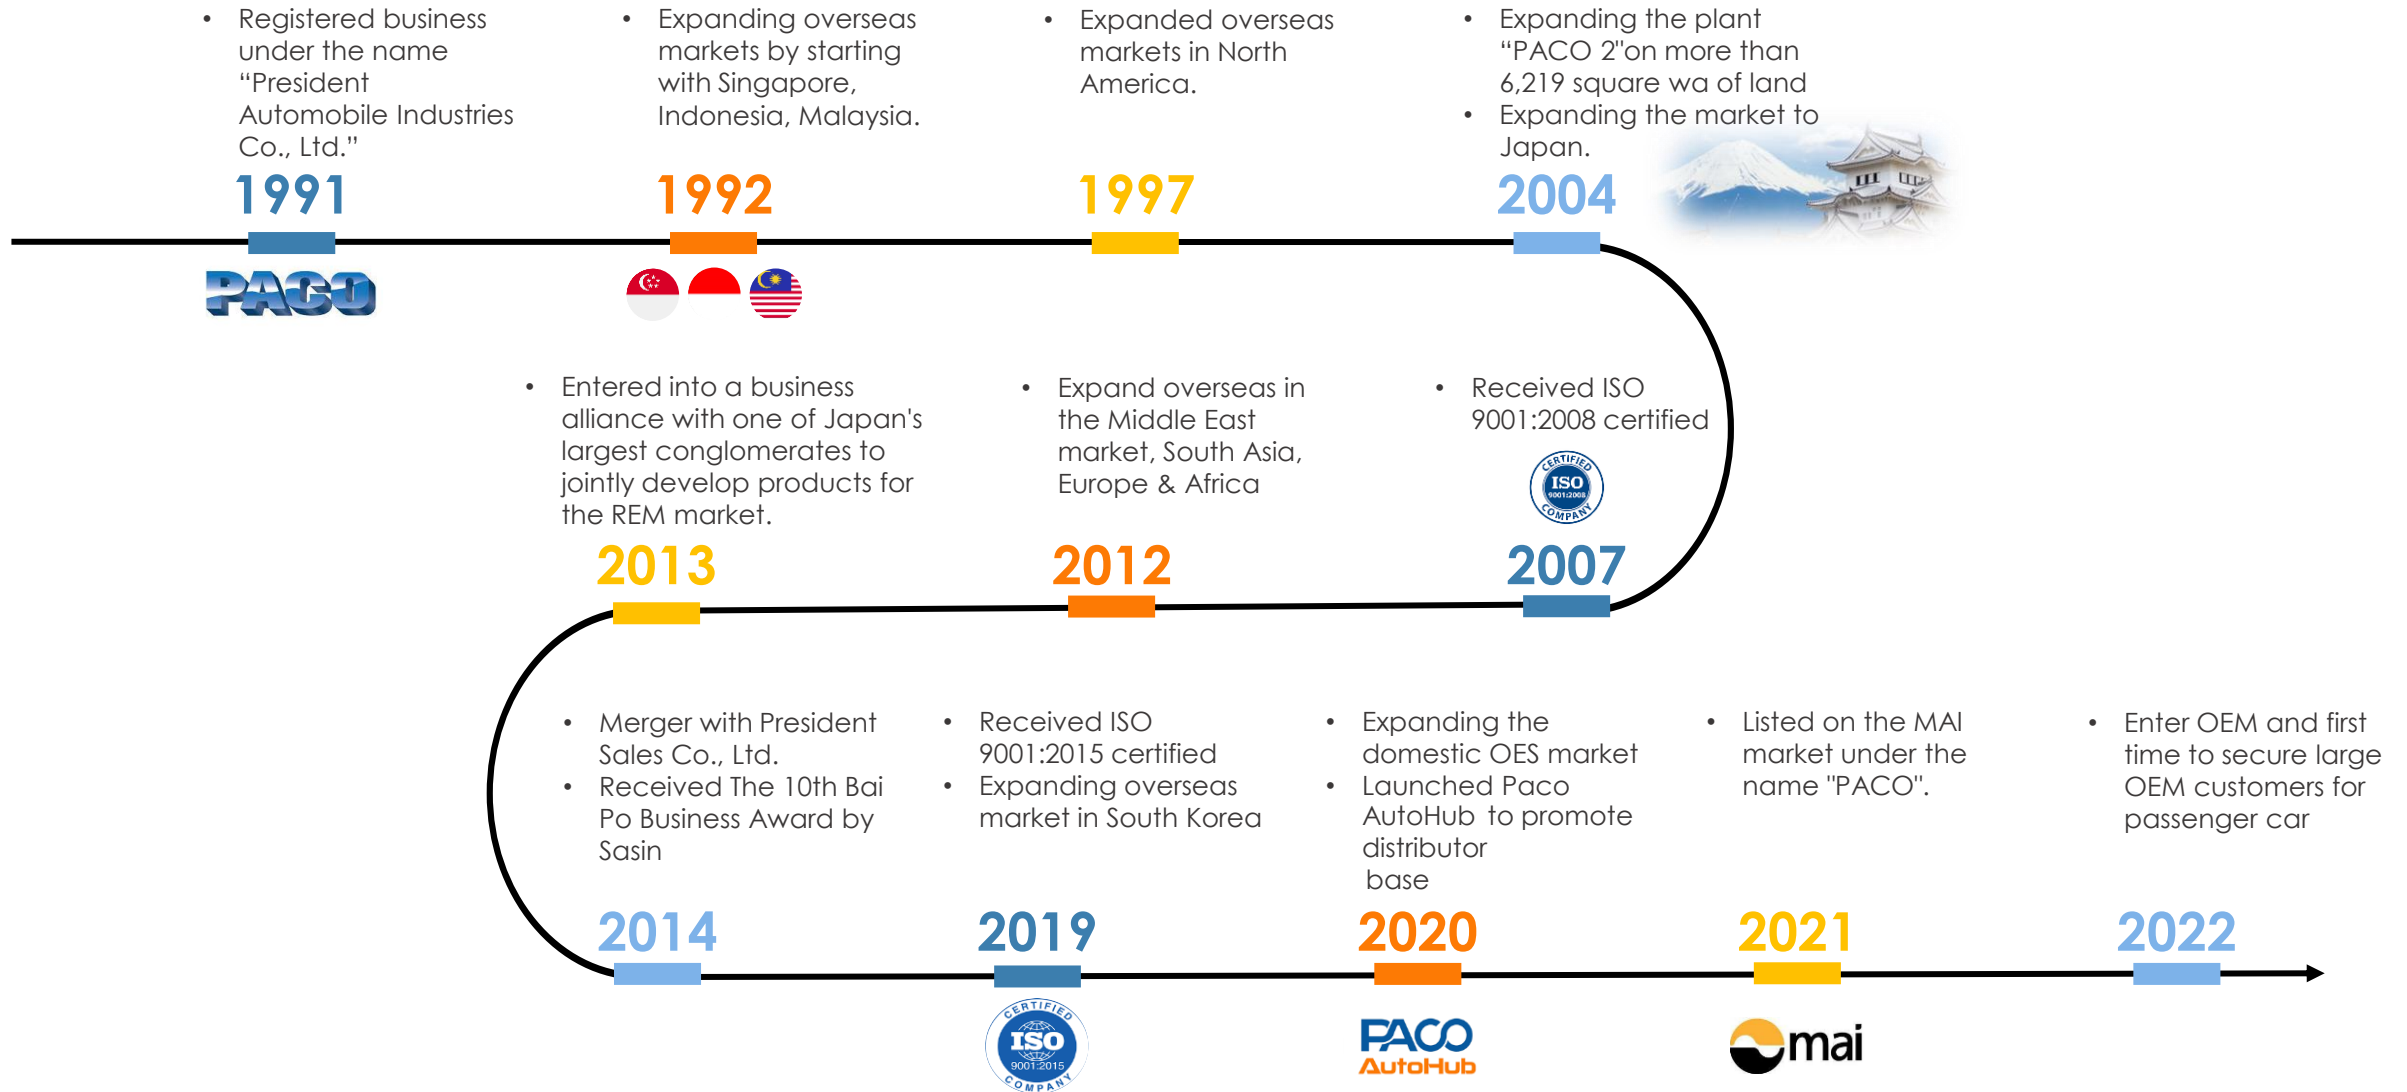 • Registered business
under the name
“President
Automobile Industries
Co., Ltd.”
1991
PACO
• Expanding overseas
markets by starting
with Singapore,
Indonesia, Malaysia.
1992
• Expanded overseas
markets in North
America.
1997
• Expanding the plant
“PACO 2"on more than
6,219 square wa of land
• Expanding the market to
Japan.
2004
• Received ISO
9001:2008 certified
CERTIFIED
ISO
9001:2008
COMPANY
2007
• Expand overseas in
the Middle East
market, South Asia,
Europe & Africa
2012
• Entered into a business
alliance with one of Japan's
largest conglomerates to
jointly develop products for
the REM market.
2013
• Merger with President
Sales Co., Ltd.
• Received The 10th Bai
Po Business Award by
Sasin
2014
• Received ISO
9001:2015 certified
• Expanding overseas
market in South Korea
2019
CERTIFIED
ISO
9001:2015
COMPANY
• Expanding the
domestic OES market
• Launched Paco
AutoHub to promote
distributor
base
2020
PACO
AutoHub
• Listed on the MAI
market under the
name "PACO".
2021
mai
• Enter OEM and first
time to secure large
OEM customers for
passenger car
2022